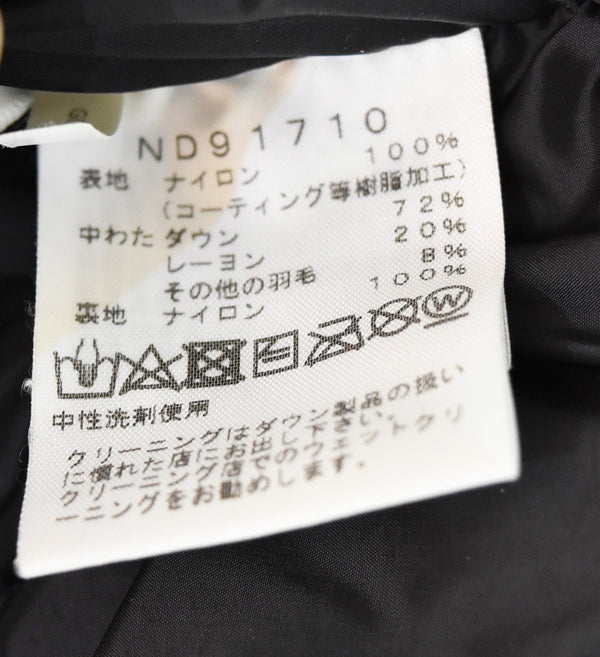 ND91710
表地 ナイロン 100%
(コーティング等樹脂加工)
中わた ダウン 72%
レーヨン 20%
その他の羽毛 8%
裏地 ナイロン 100%
中性洗剤使用
クリーニングはダウン製品の扱い
に慣れた店にお出し下さい。
クリーニング店でのウェットクリ
ーニングをお勧めします。